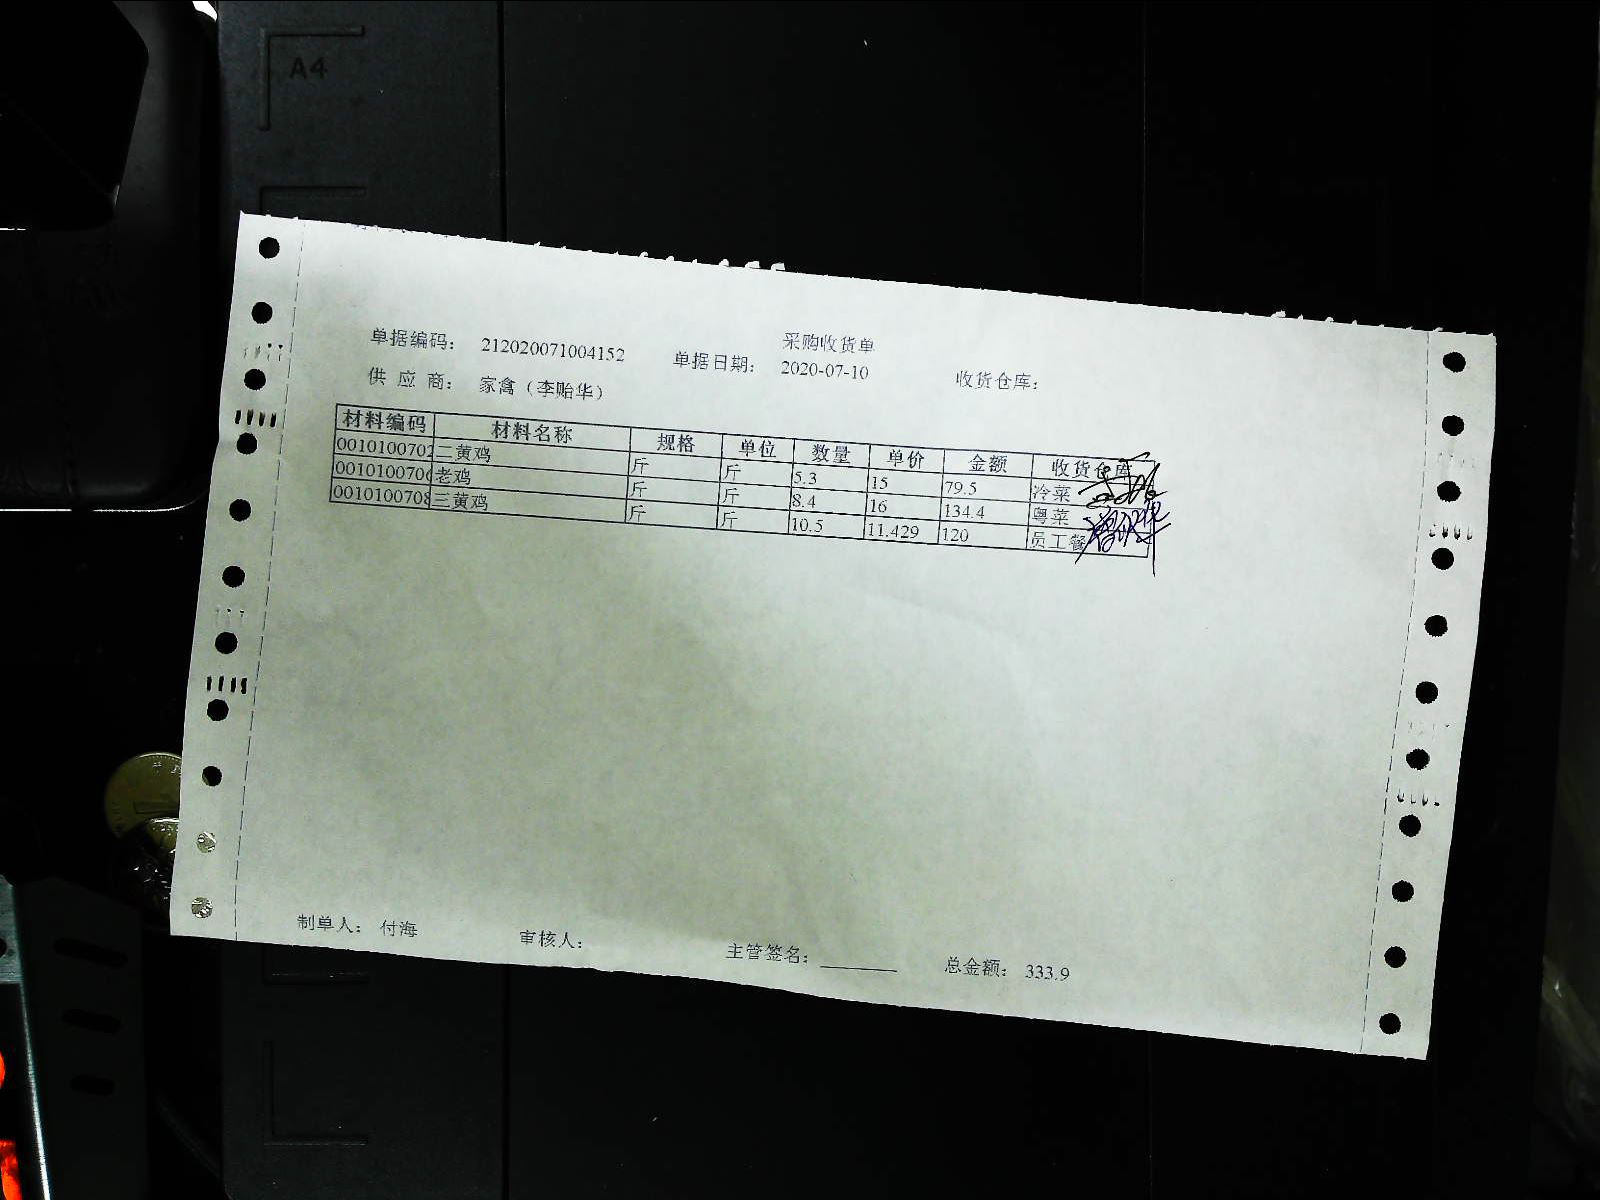 A4
采购收货单
单据编码： 212020071004152 单据日期： 2020-07-10 收货仓库：
供 应 商： 家禽（李贻华）
材料编码 材料名称 规格 单位 数量 单价 金额 收货仓库
0010100702 二黄鸡 斤 斤 5.3 15 79.5 冷菜
001010070 老鸡 斤 斤 8.4 16 134.4 粤菜
0010100708 三黄鸡 斤 斤 10.5 11.429 120 员工餐
制单人： 付海 审核人： 主管签名： 总金额： 333.9